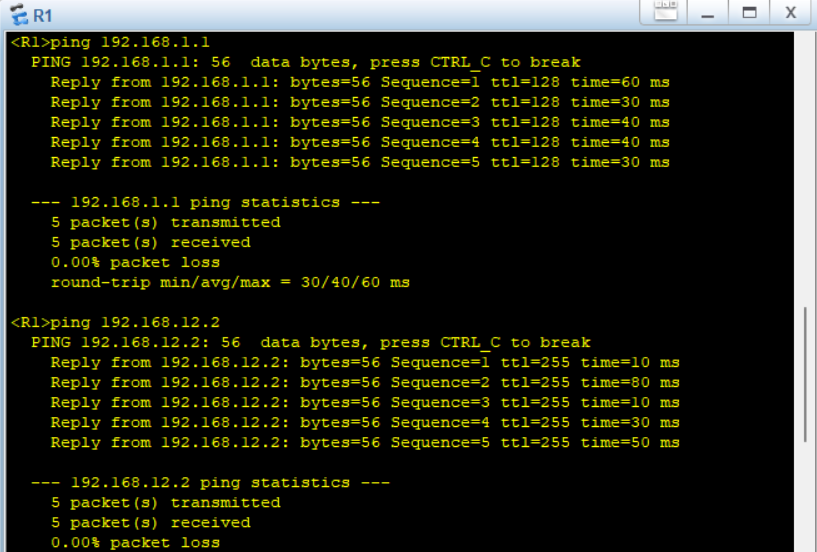 R1
<R1>ping 192.168.1.1
PING 192.168.1.1: 56  data bytes, press CTRL_C to break
Reply from 192.168.1.1: bytes=56 Sequence=1 ttl=128 time=60 ms
Reply from 192.168.1.1: bytes=56 Sequence=2 ttl=128 time=30 ms
Reply from 192.168.1.1: bytes=56 Sequence=3 ttl=128 time=40 ms
Reply from 192.168.1.1: bytes=56 Sequence=4 ttl=128 time=40 ms
Reply from 192.168.1.1: bytes=56 Sequence=5 ttl=128 time=30 ms
--- 192.168.1.1 ping statistics ---
5 packet(s) transmitted
5 packet(s) received
0.00% packet loss
round-trip min/avg/max = 30/40/60 ms
<R1>ping 192.168.12.2
PING 192.168.12.2: 56  data bytes, press CTRL_C to break
Reply from 192.168.12.2: bytes=56 Sequence=1 ttl=255 time=10 ms
Reply from 192.168.12.2: bytes=56 Sequence=2 ttl=255 time=80 ms
Reply from 192.168.12.2: bytes=56 Sequence=3 ttl=255 time=10 ms
Reply from 192.168.12.2: bytes=56 Sequence=4 ttl=255 time=30 ms
Reply from 192.168.12.2: bytes=56 Sequence=5 ttl=255 time=50 ms
--- 192.168.12.2 ping statistics ---
5 packet(s) transmitted
5 packet(s) received
0.00% packet loss